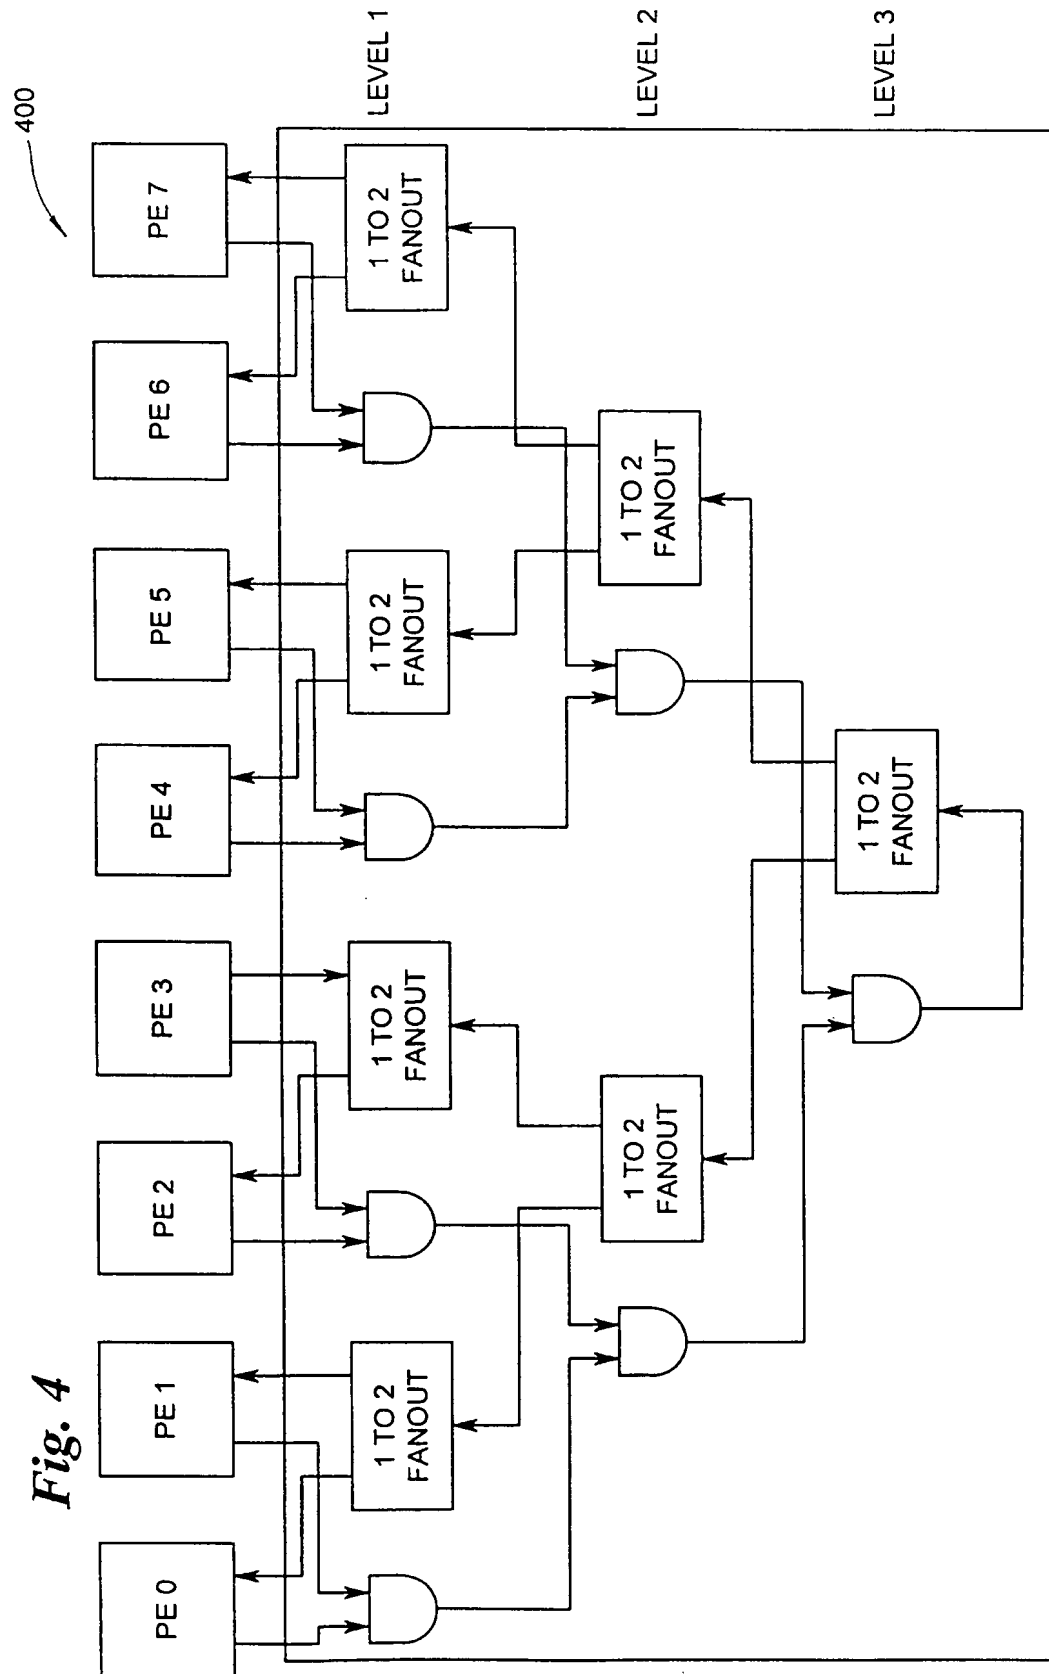 Fig. 4
400
PE 0
PE 1
PE 2
PE 3
PE 4
PE 5
PE 6
PE 7
LEVEL 1
1 TO 2
FANOUT
1 TO 2
FANOUT
1 TO 2
FANOUT
1 TO 2
FANOUT
LEVEL 2
1 TO 2
FANOUT
1 TO 2
FANOUT
LEVEL 3
1 TO 2
FANOUT